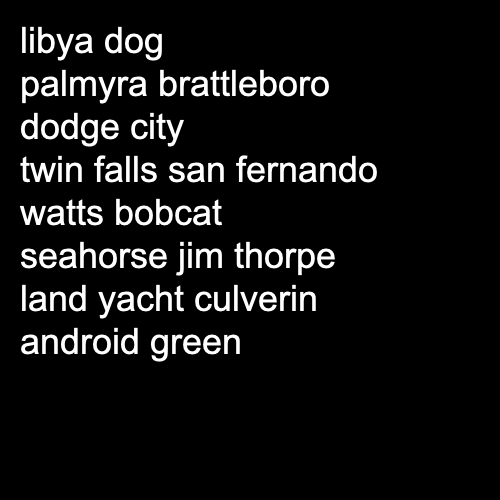 libya dog
palmyra brattleboro
dodge city
twin falls san fernando
watts bobcat
seahorse jim thorpe
land yacht culverin
android green